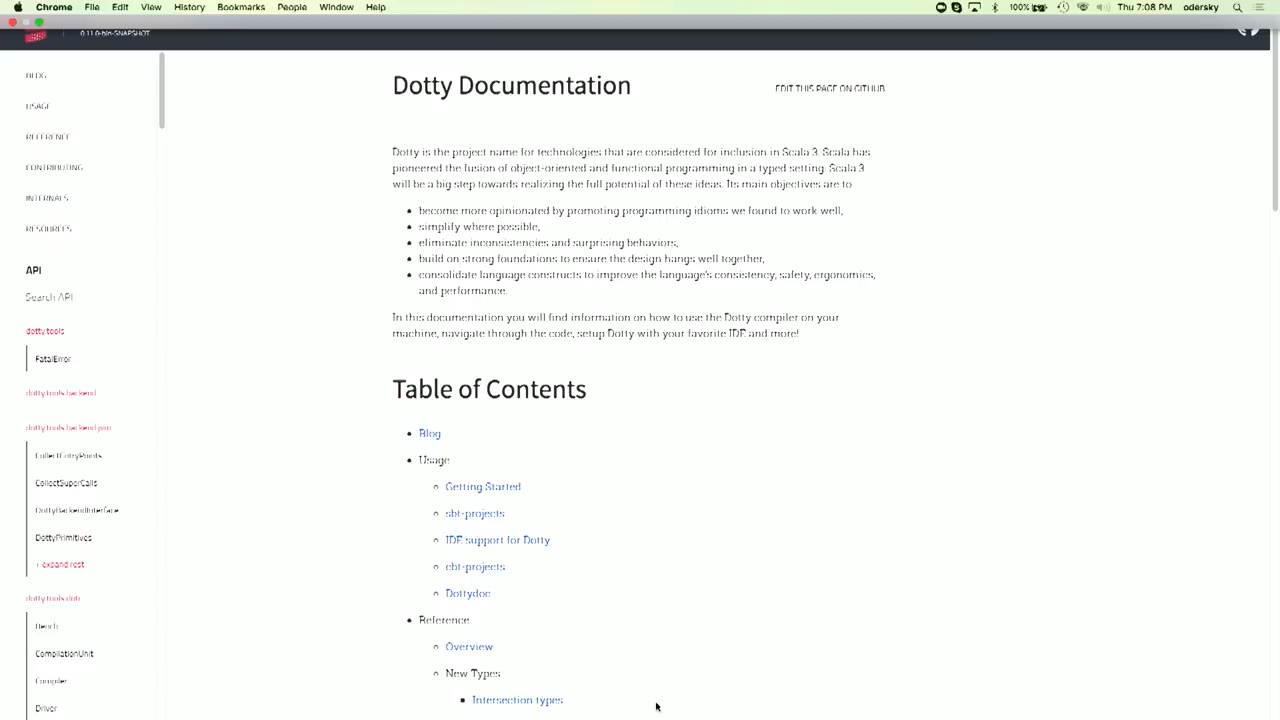 Chrome File Edit View History Bookmarks People Window Help 100% Thu 7:08 PM odersky
0.11.0-bin-SNAPSHOT
BLOG
USAGE
REFERENCE
CONTRIBUTING
INTERNALS
RESOURCES
API
Search API
dotty.tools
FatalError
dotty.tools.backend
dotty.tools.backend.jvm
CollectEntryPoints
CollectSuperCalls
DottyBackendInterface
DottyPrimitives
+ expand rest
dotty.tools.dotc
Bench
CompilationUnit
Compiler
Driver
Dotty Documentation
EDIT THIS PAGE ON GITHUB
Dotty is the project name for technologies that are considered for inclusion in Scala 3. Scala has
pioneered the fusion of object-oriented and functional programming in a typed setting. Scala 3
will be a big step towards realizing the full potential of these ideas. Its main objectives are to
• become more opinionated by promoting programming idioms we found to work well,
• simplify where possible,
• eliminate inconsistencies and surprising behaviors,
• build on strong foundations to ensure the design hangs well together,
• consolidate language constructs to improve the language's consistency, safety, ergonomics,
and performance.
In this documentation you will find information on how to use the Dotty compiler on your
machine, navigate through the code, setup Dotty with your favorite IDE and more!
Table of Contents
• Blog
• Usage
◦ Getting Started
◦ sbt-projects
◦ IDE support for Dotty
◦ cbt-projects
◦ Dottydoc
• Reference
◦ Overview
◦ New Types
▪ Intersection types